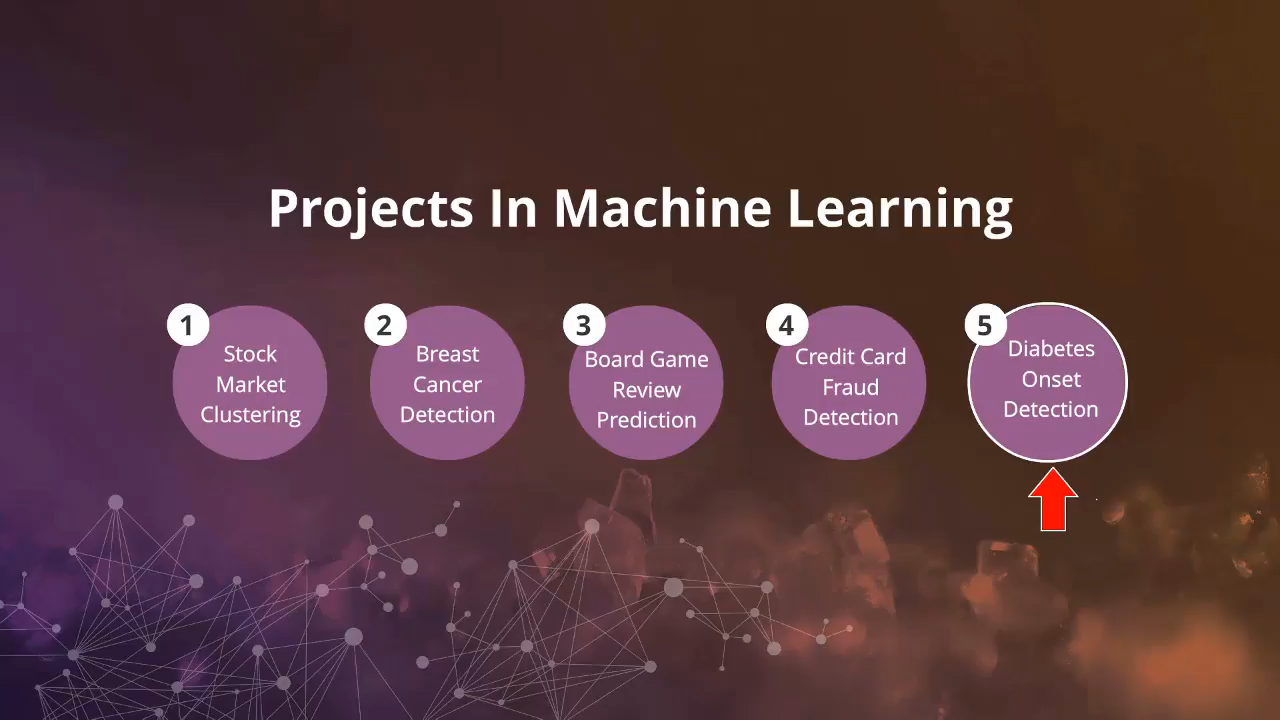 Projects In Machine Learning
1
Stock
Market
Clustering
2
Breast
Cancer
Detection
3
Board Game
Review
Prediction
4
Credit Card
Fraud
Detection
5
Diabetes
Onset
Detection